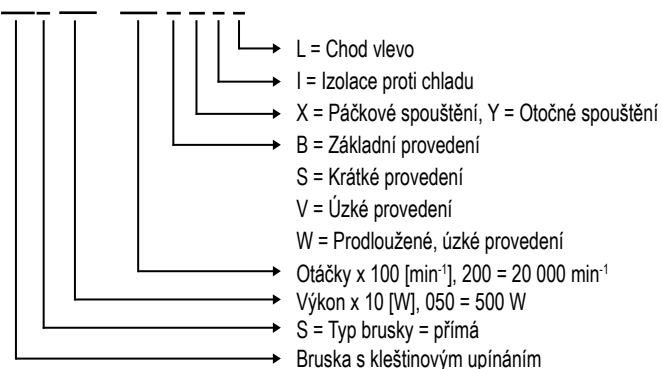 L = Chod vlevo
I = Izolace proti chladu
X = Páčkové spouštění, Y = Otočné spouštění
B = Základní provedení
S = Krátké provedení
V = Úzké provedení
W = Prodloužené, úzké provedení
Otáčky x 100 [min⁻¹], 200 = 20 000 min⁻¹
Výkon x 10 [W], 050 = 500 W
S = Typ brusky = přímá
Bruska s kleštinovým upínáním